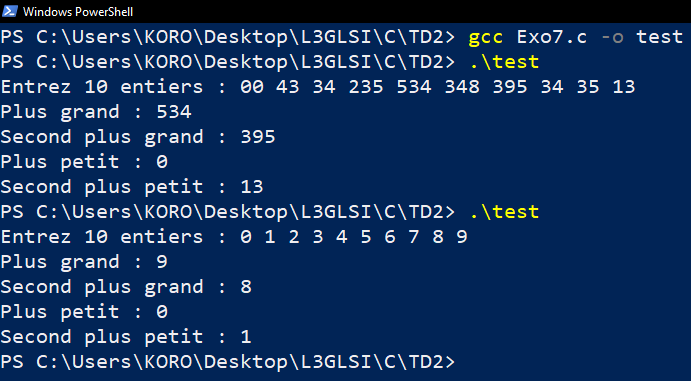 Windows PowerShell
PS C:\Users\KORO\Desktop\L3GLSI\C\TD2> gcc Exo7.c -o test
PS C:\Users\KORO\Desktop\L3GLSI\C\TD2> .\test
Entrez 10 entiers : 00 43 34 235 534 348 395 34 35 13
Plus grand : 534
Second plus grand : 395
Plus petit : 0
Second plus petit : 13
PS C:\Users\KORO\Desktop\L3GLSI\C\TD2> .\test
Entrez 10 entiers : 0 1 2 3 4 5 6 7 8 9
Plus grand : 9
Second plus grand : 8
Plus petit : 0
Second plus petit : 1
PS C:\Users\KORO\Desktop\L3GLSI\C\TD2>